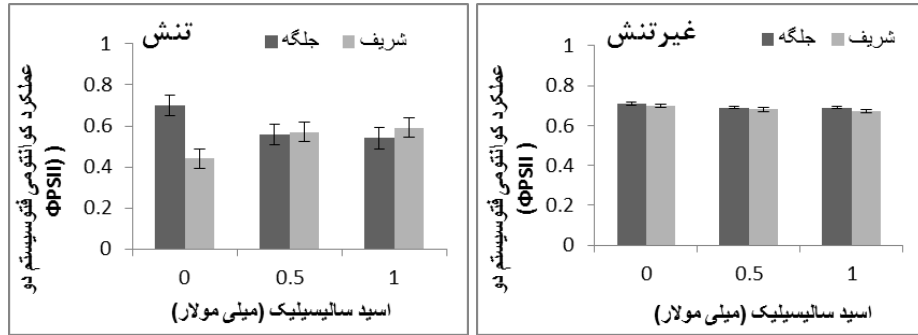 تنش
جلگه شریف
عملکرد کوانتومی فتوسیستم دو
(ΦPSII)
1
0.8
0.6
0.4
0.2
0
0 0.5 1
اسید سالیسیلیک (میلی مولار)
غیرتنش
جلگه شریف
عملکرد کوانتومی فتوسیستم دو
(ΦPSII)
1
0.8
0.6
0.4
0.2
0
0 0.5 1
اسید سالیسیلیک (میلی مولار)